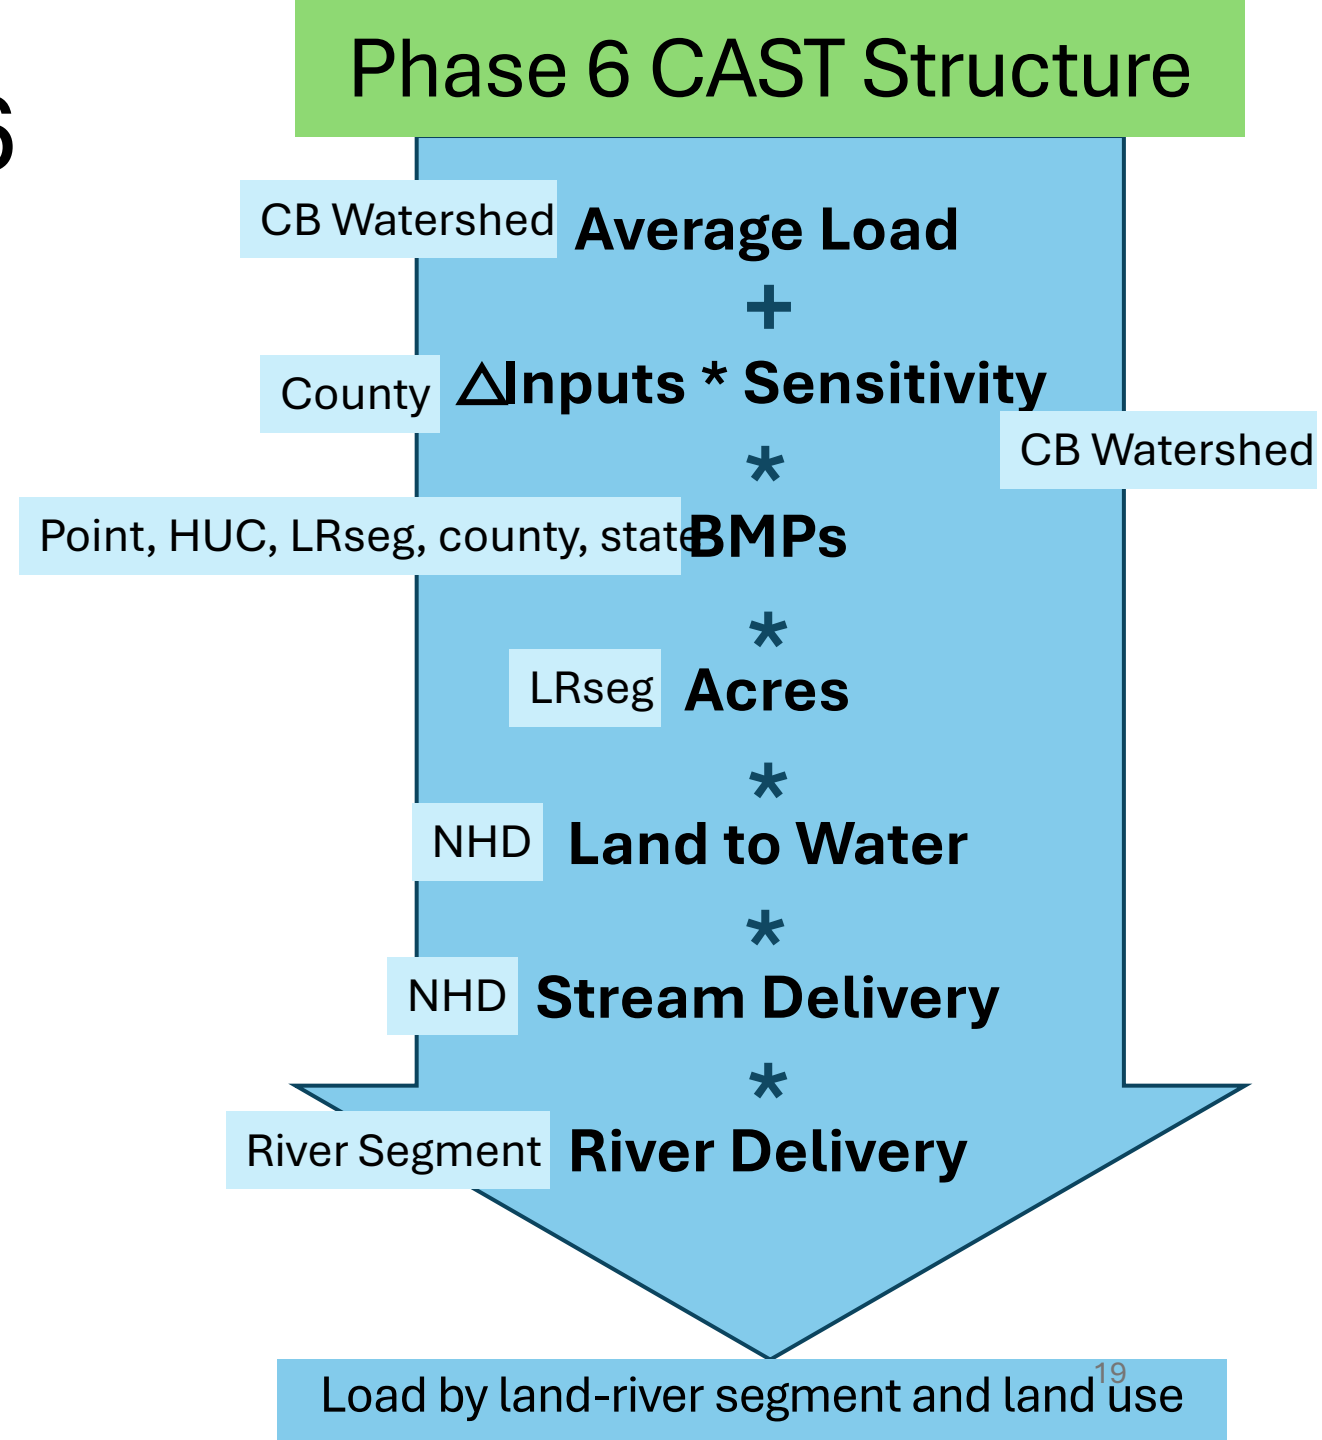 Phase 6 CAST Structure
6
CB Watershed
Average Load
+
County
△Inputs * Sensitivity
CB Watershed
*
Point, HUC, LRseg, county, state
BMPs
*
LRseg
Acres
*
NHD
Land to Water
*
NHD
Stream Delivery
*
River Segment
River Delivery
19
Load by land-river segment and land use